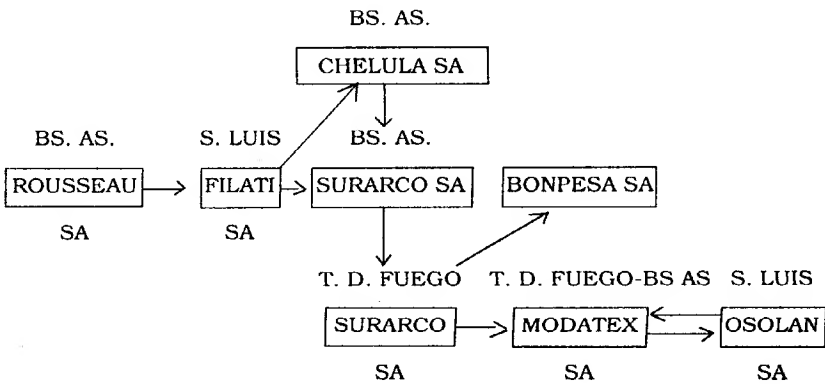 BS. AS.
CHELULA SA
BS. AS. S. LUIS BS. AS.
ROUSSEAU FILATI SURARCO SA BONPESA SA
SA SA
T. D. FUEGO T. D. FUEGO-BS AS S. LUIS
SURARCO MODATEX OSOLAN
SA SA SA